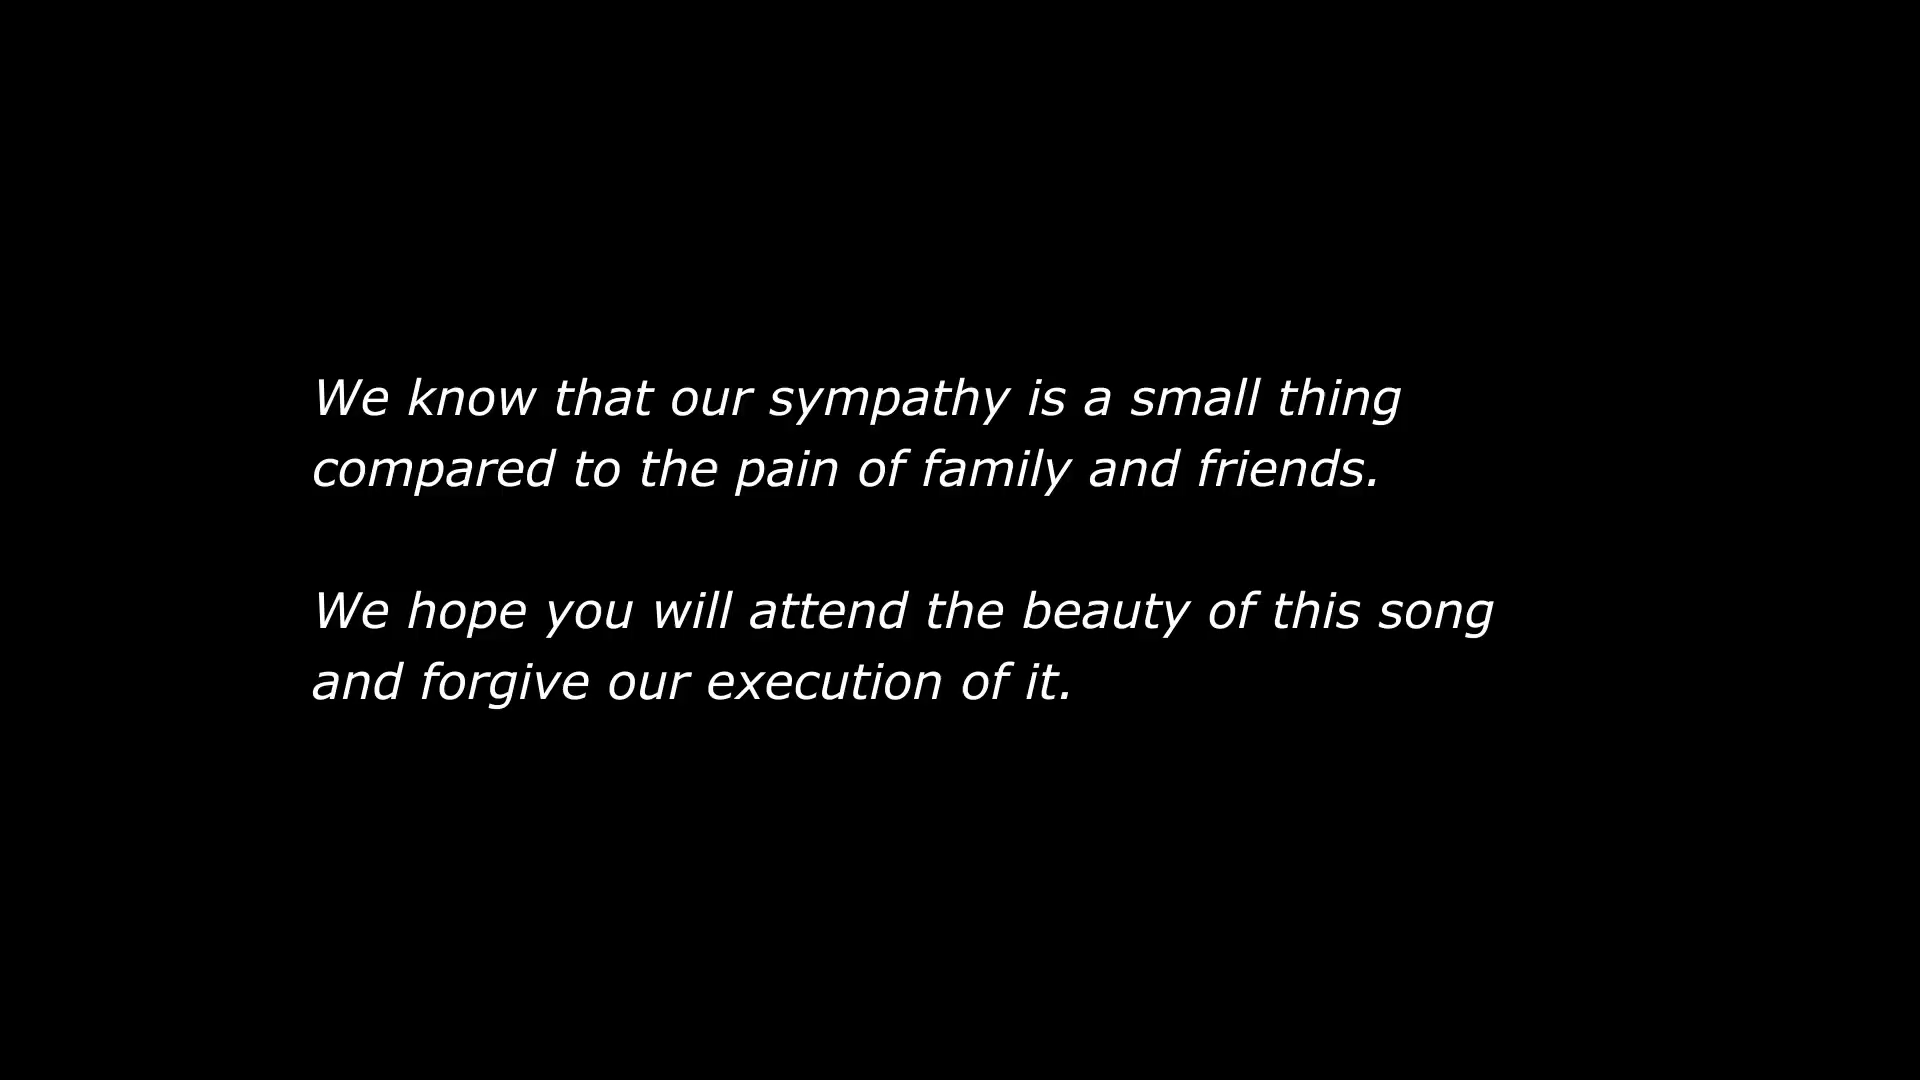 We know that our sympathy is a small thing
compared to the pain of family and friends.
We hope you will attend the beauty of this song
and forgive our execution of it.